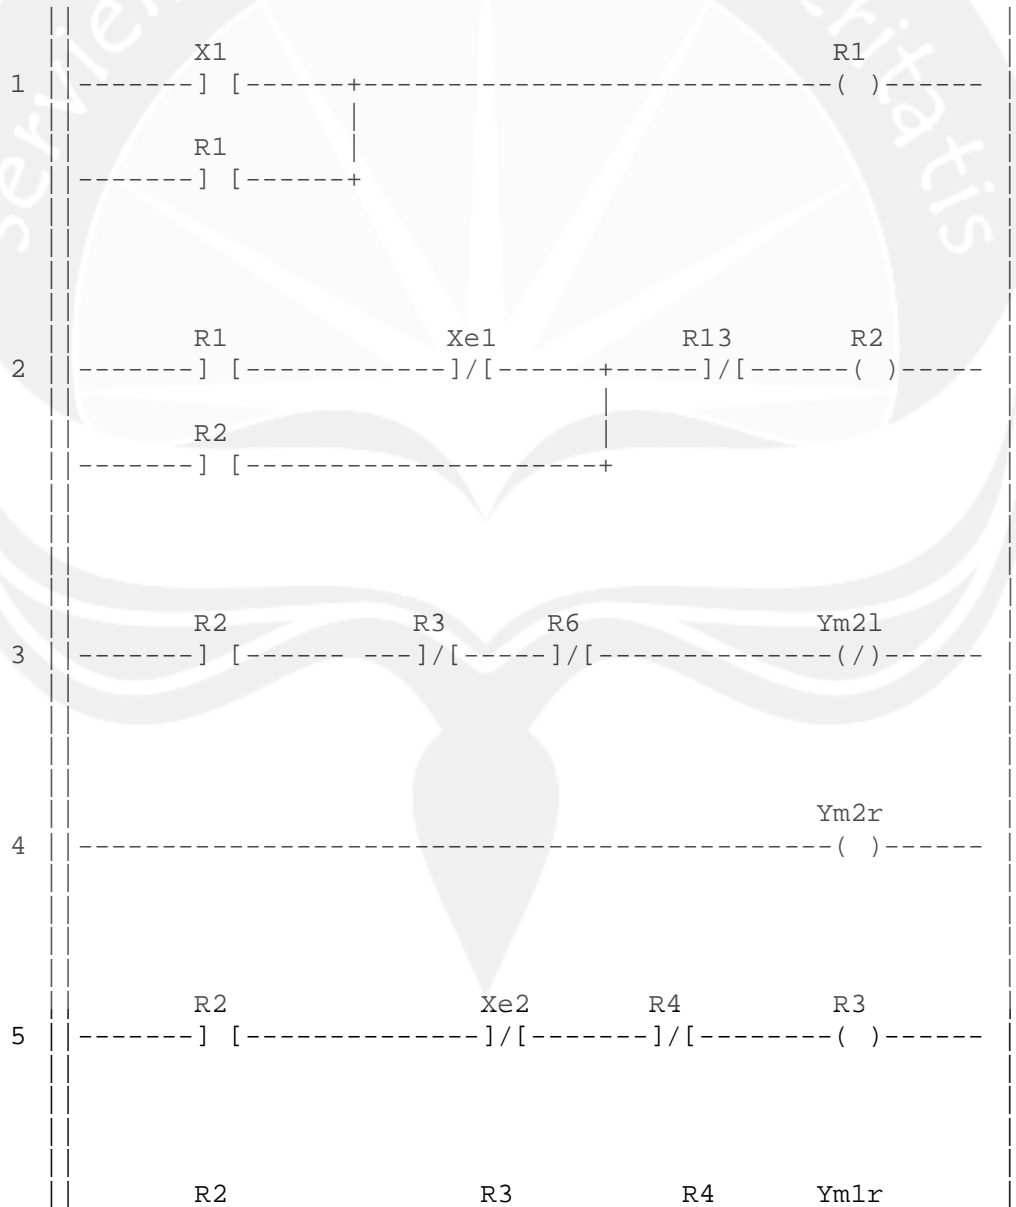 X1 R1
1 | |-------] [------+--------------------------( )------ |
R1
| |-------] [------+ |
R1 Xe1 R13 R2
2 | |-------] [------------]/[------+-----]/[------( )----- |
R2
| |-------] [---------------------+ |
R2 R3 R6 Ym2l
3 | |-------] [------ ---]/[-----]/[--------------(/)------ |
Ym2r
4 | |---------------------------------------------( )------ |
R2 Xe2 R4 R3
5 | |-------] [--------------]/[-------]/[--------( )------ |
R2 R3 R4 Ym1r